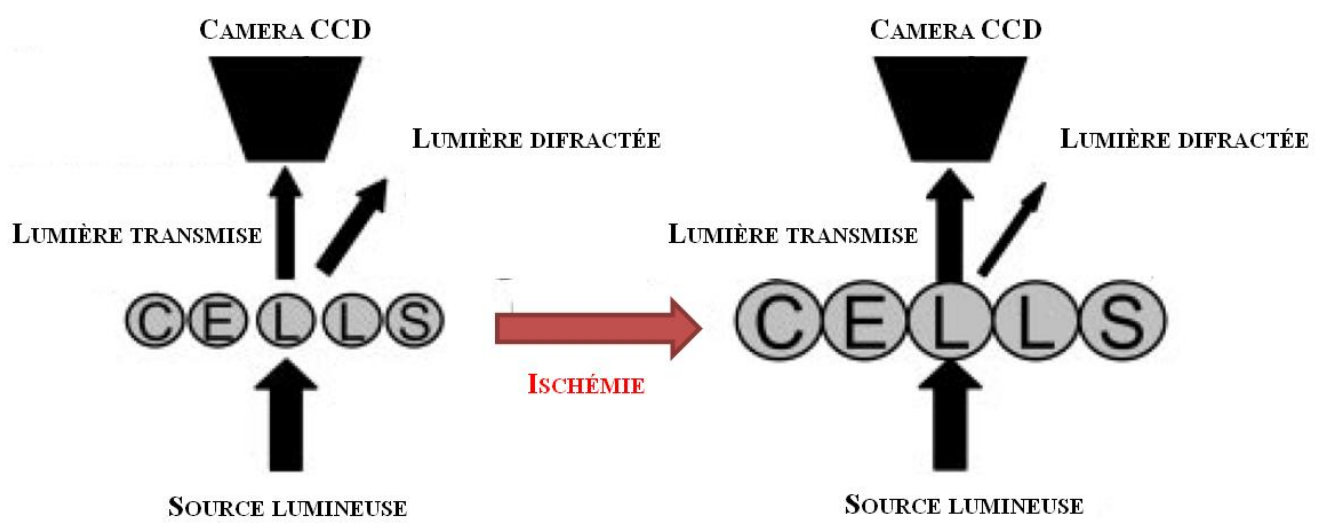 CAMERA CCD
CAMERA CCD
LUMIÈRE DIFRACTÉE
LUMIÈRE DIFRACTÉE
LUMIÈRE TRANSMISE
LUMIÈRE TRANSMISE
CELLS
CELLS
ISCHÉMIE
SOURCE LUMINEUSE
SOURCE LUMINEUSE